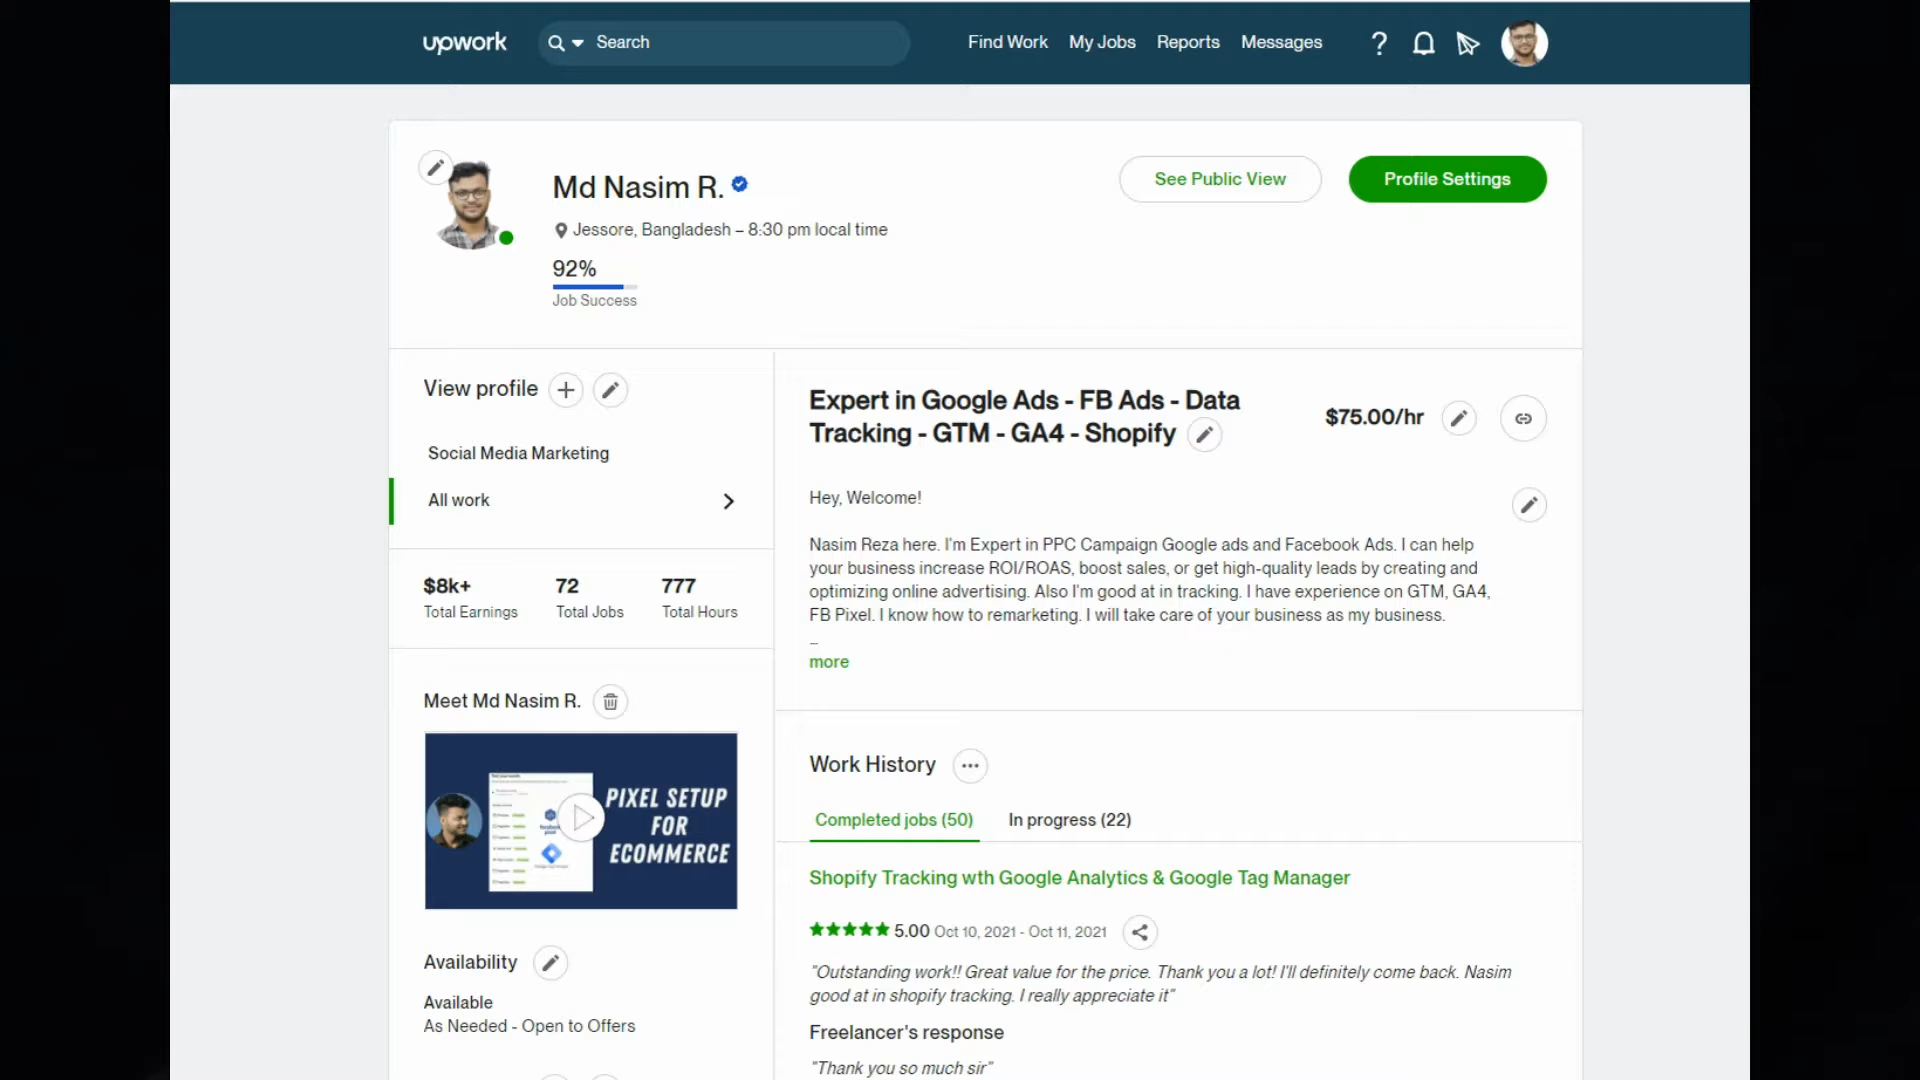 upwork
Search
Find Work
My Jobs
Reports
Messages
?
Md Nasim R.
Jessore, Bangladesh – 8:30 pm local time
92%
Job Success
See Public View
Profile Settings
View profile
Social Media Marketing
All work
$8k+
Total Earnings
72
Total Jobs
777
Total Hours
Meet Md Nasim R.
PIXEL SETUP
FOR
ECOMMERCE
Availability
Available
As Needed - Open to Offers
Expert in Google Ads - FB Ads - Data
Tracking - GTM - GA4 - Shopify
$75.00/hr
Hey, Welcome!
Nasim Reza here. I'm Expert in PPC Campaign Google ads and Facebook Ads. I can help
your business increase ROI/ROAS, boost sales, or get high-quality leads by creating and
optimizing online advertising. Also I'm good at in tracking. I have experience on GTM, GA4,
FB Pixel. I know how to remarketing. I will take care of your business as my business.
_
more
Work History
Completed jobs (50)
In progress (22)
Shopify Tracking wth Google Analytics & Google Tag Manager
5.00 Oct 10, 2021 - Oct 11, 2021
"Outstanding work!! Great value for the price. Thank you a lot! I'll definitely come back. Nasim
good at in shopify tracking. I really appreciate it"
Freelancer's response
"Thank you so much sir"